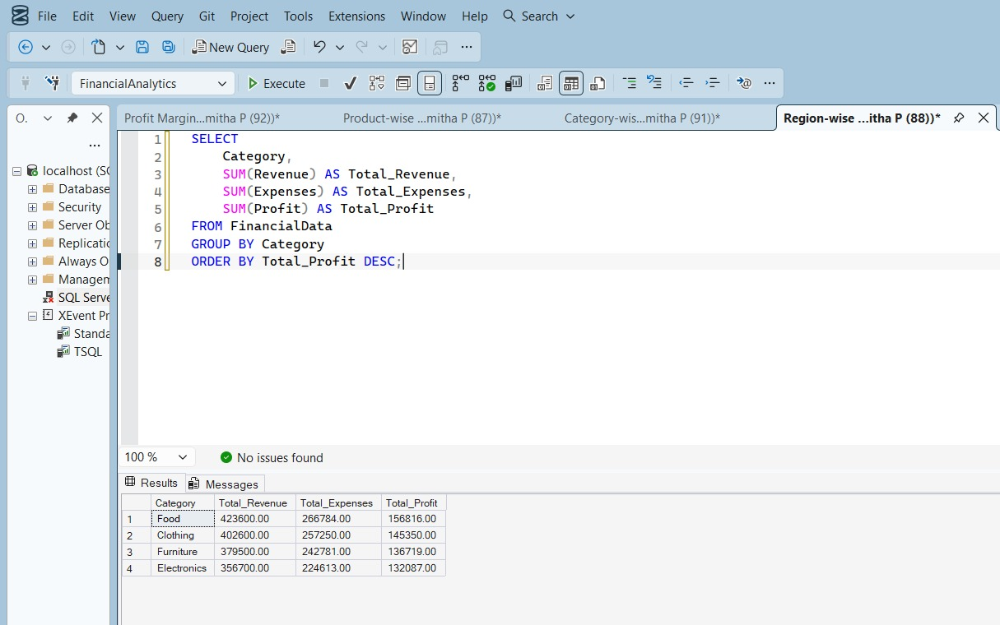 File Edit View Query Git Project Tools Extensions Window Help Search
New Query
FinancialAnalytics Execute
O.
Profit Margin...mitha P (92))* Product-wise ...mitha P (87))* Category-wis...mitha P (91))* Region-wise ...itha P (88))*
localhost (SQ
Database
Security
Server Ob
Replicatio
Always O
Managem
SQL Serve
XEvent Pr
Standa
TSQL
1 SELECT
2 Category,
3 SUM(Revenue) AS Total_Revenue,
4 SUM(Expenses) AS Total_Expenses,
5 SUM(Profit) AS Total_Profit
6 FROM FinancialData
7 GROUP BY Category
8 ORDER BY Total_Profit DESC;
100 % No issues found
Results Messages
Category Total_Revenue Total_Expenses Total_Profit
1 Food 423600.00 266784.00 156816.00
2 Clothing 402600.00 257250.00 145350.00
3 Furniture 379500.00 242781.00 136719.00
4 Electronics 356700.00 224613.00 132087.00